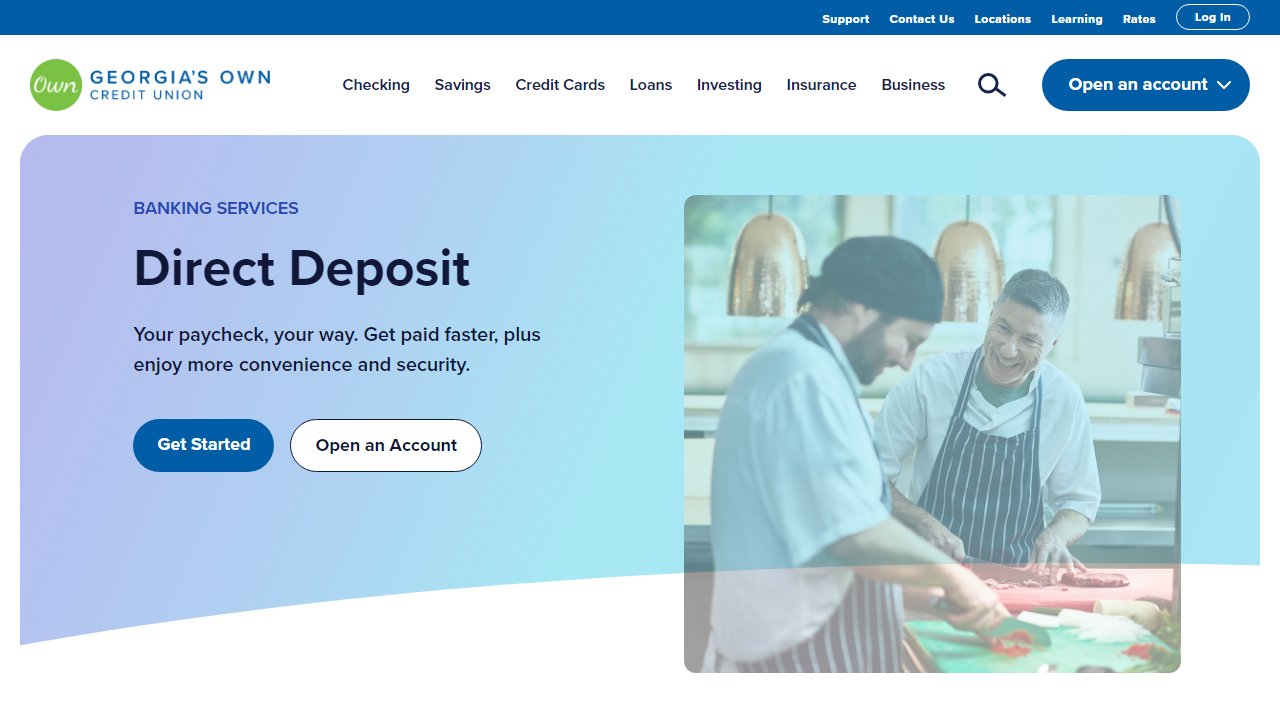 Support Contact Us Locations Learning Rates Log In
Own GEORGIA'S OWN
CREDIT UNION
Checking Savings Credit Cards Loans Investing Insurance Business Open an account
BANKING SERVICES
Direct Deposit
Your paycheck, your way. Get paid faster, plus
enjoy more convenience and security.
Get Started Open an Account